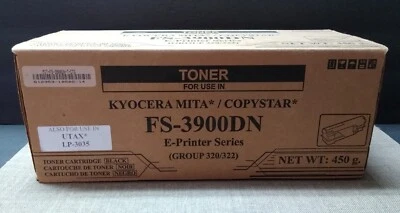 TONER
FOR USE IN
KYOCERA MITA* / COPYSTAR*
FS-3900DN
E-Printer Series
(GROUP 320/322)
ALSO FOR USE IN
UTAX*
LP-3035
TONER CARTRIDGE BLACK
CARTOUCHE DE TONER NOIR
CARTUCHO DE TONER NEGRO
NET WT: 450 g.